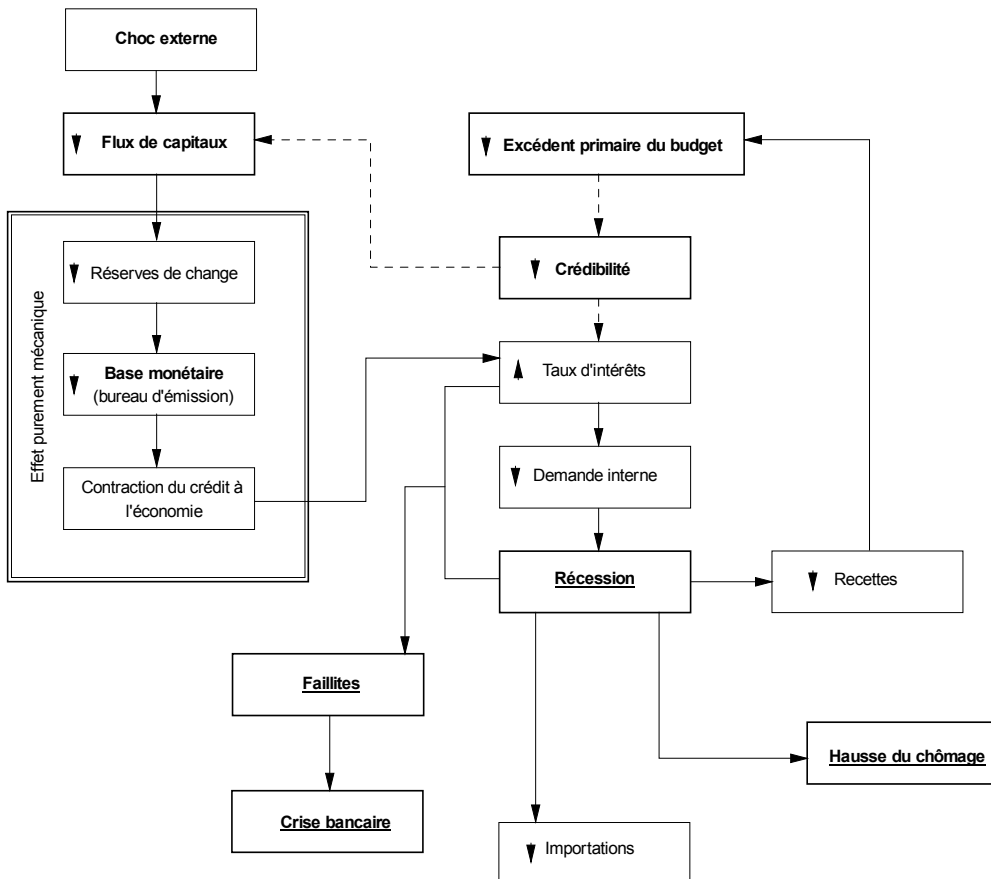 Choc externe
Flux de capitaux
Excédent primaire du budget
Effet purement mécanique
Réserves de change
Crédibilité
Base monétaire
(bureau d'émission)
Taux d'intérêts
Contraction du crédit à
l'économie
Demande interne
Récession
Recettes
Faillites
Hausse du chômage
Crise bancaire
Importations